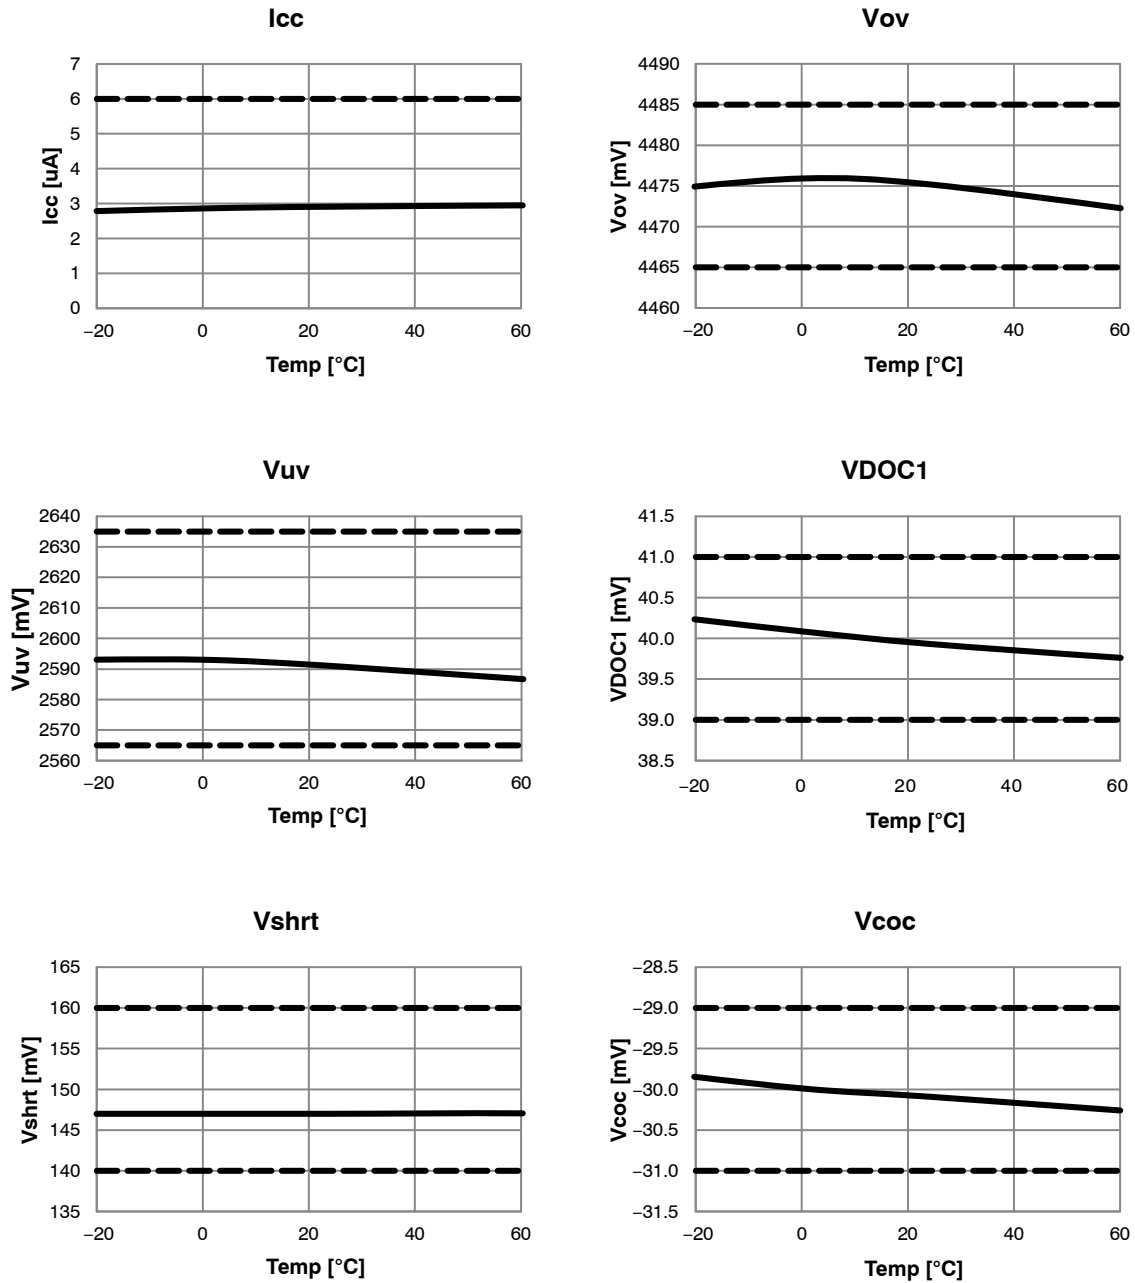 Icc
7
6
5
4
3
2
1
0
Icc [uA]
−20 0 20 40 60
Temp [°C]
Vov
4490
4485
4480
4475
4470
4465
4460
Vov [mV]
−20 0 20 40 60
Temp [°C]
Vuv
2640
2630
2620
2610
2600
2590
2580
2570
2560
Vuv [mV]
−20 0 20 40 60
Temp [°C]
VDOC1
41.5
41.0
40.5
40.0
39.5
39.0
38.5
VDOC1 [mV]
−20 0 20 40 60
Temp [°C]
Vshrt
165
160
155
150
145
140
135
Vshrt [mV]
−20 0 20 40 60
Temp [°C]
Vcoc
−28.5
−29.0
−29.5
−30.0
−30.5
−31.0
−31.5
Vcoc [mV]
−20 0 20 40 60
Temp [°C]